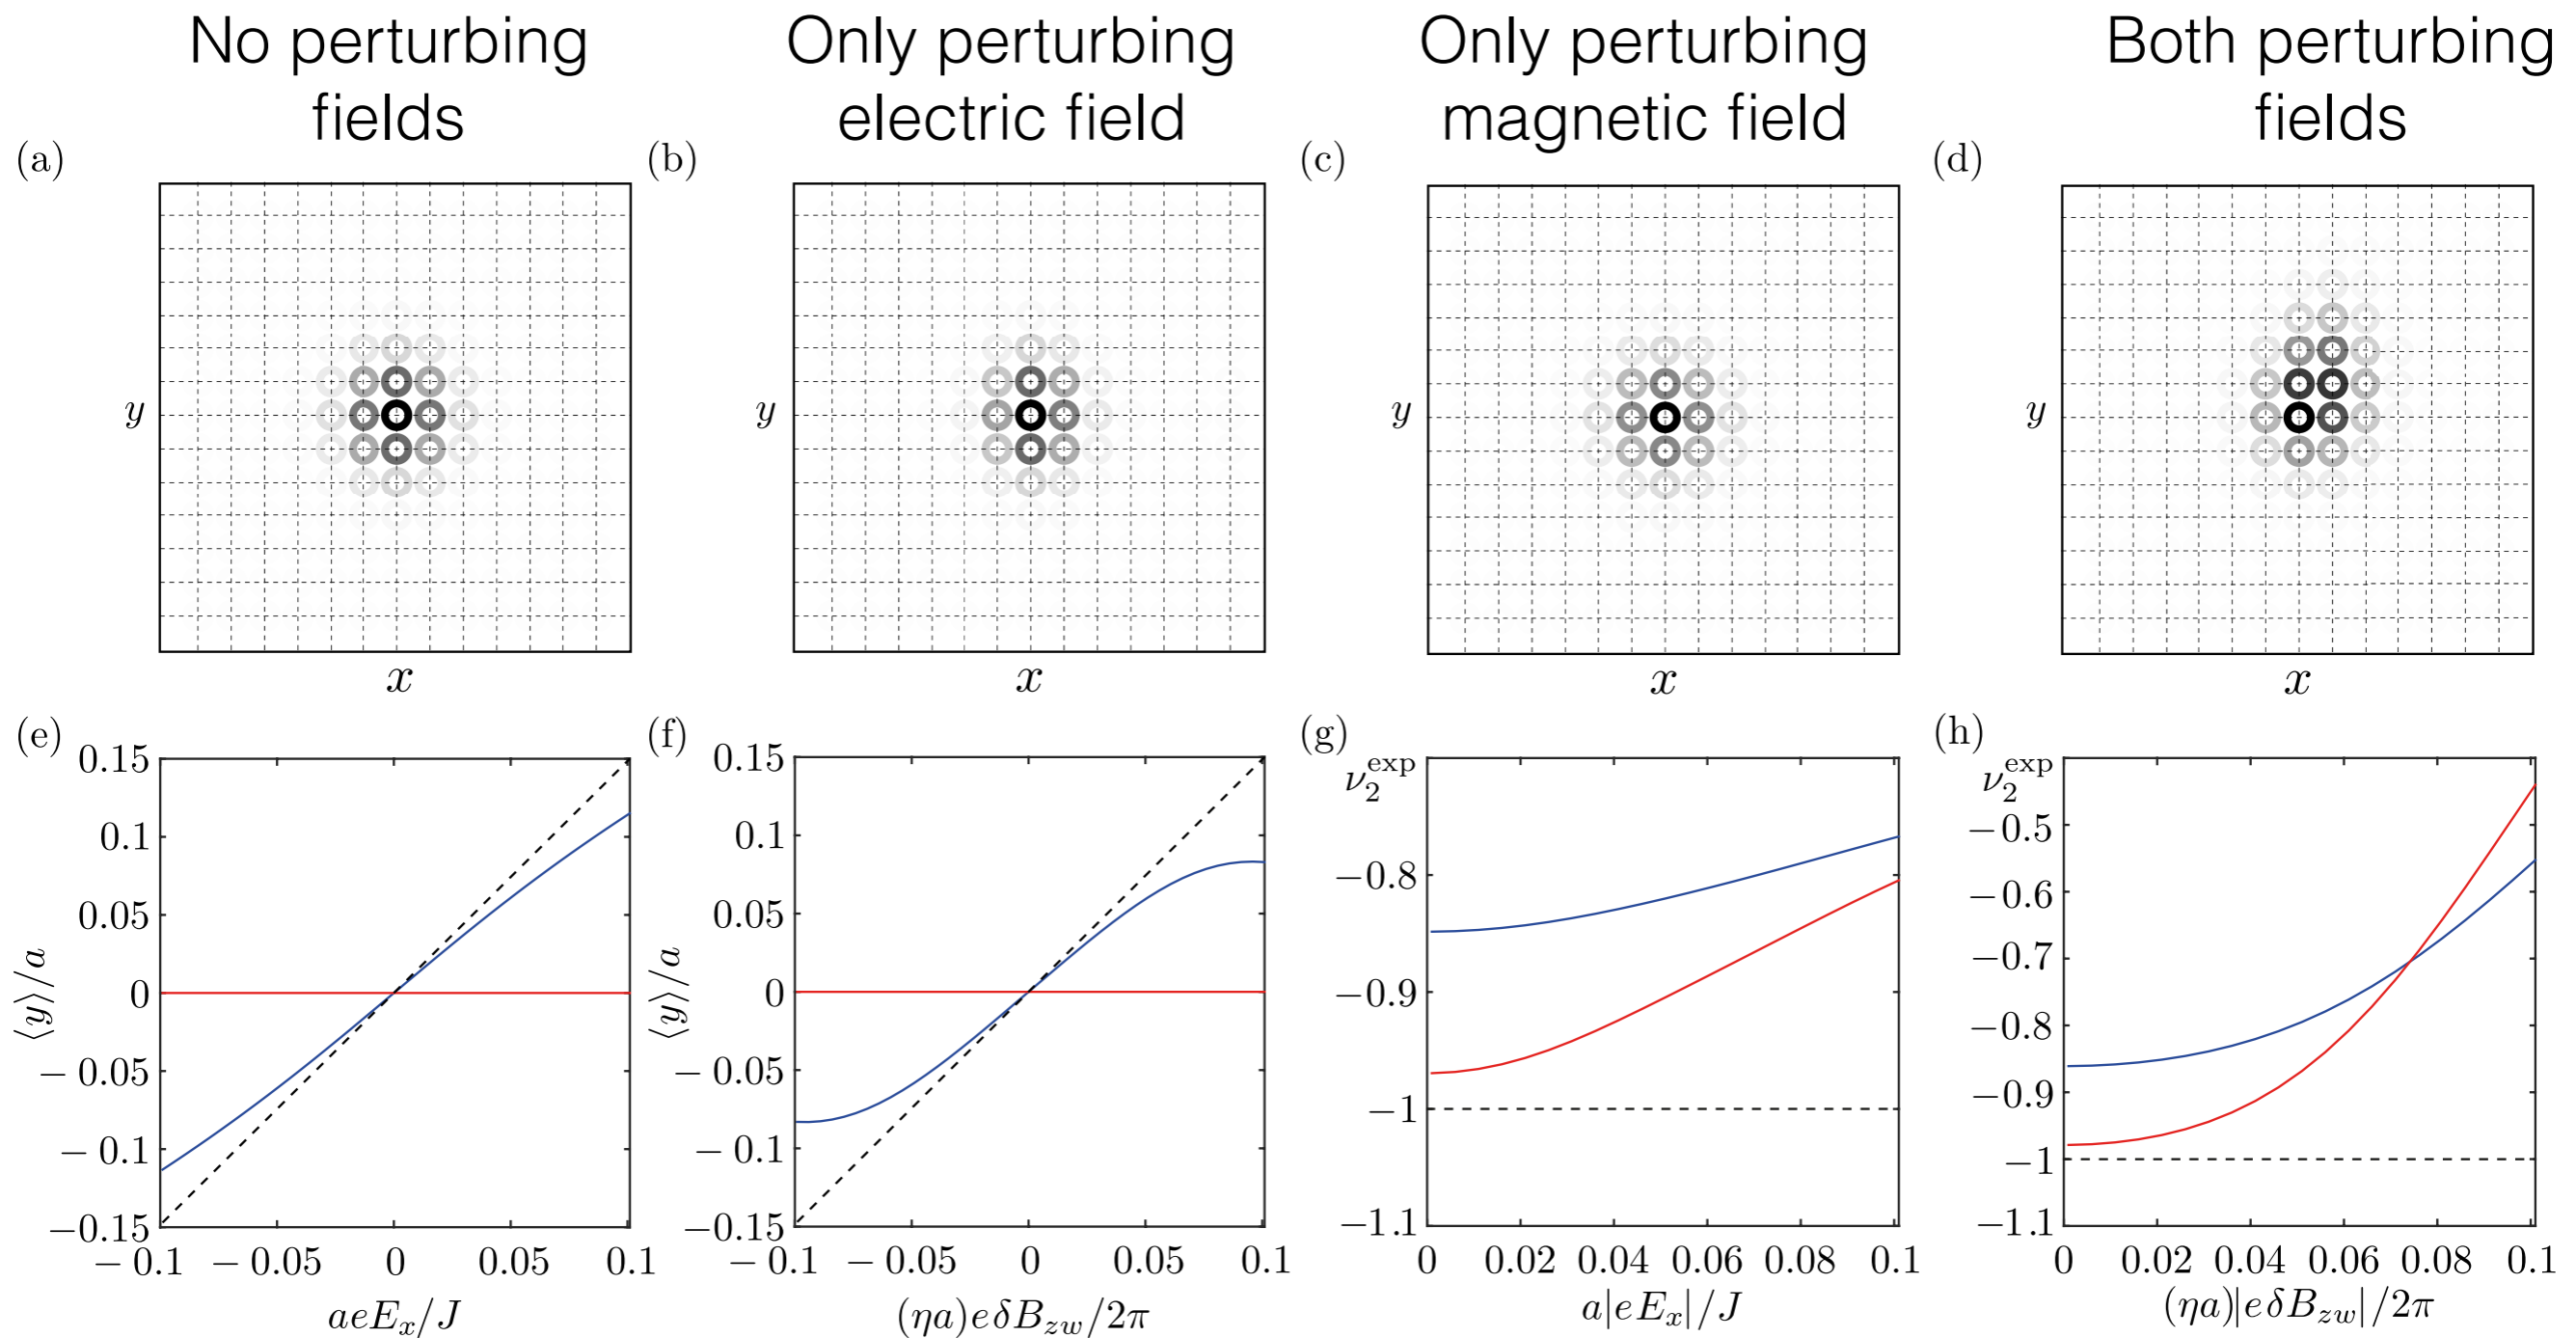 No perturbing
fields
Only perturbing
electric field
Only perturbing
magnetic field
Both perturbing
fields
(a)
(b)
(c)
(d)
y
y
y
y
x
x
x
x
(e)
0.15
0.1
0.05
0
−0.05
−0.1
−0.15
⟨y⟩/a
−0.1 −0.05 0 0.05 0.1
aeE_x/J
(f)
0.15
0.1
0.05
0
−0.05
−0.1
−0.15
⟨y⟩/a
−0.1 −0.05 0 0.05 0.1
(ηa)eδB_{zw}/2π
(g)
ν_2^{exp}
−0.8
−0.9
−1
−1.1
0 0.02 0.04 0.06 0.08 0.1
a|eE_x|/J
(h)
ν_2^{exp}
−0.5
−0.6
−0.7
−0.8
−0.9
−1
−1.1
0 0.02 0.04 0.06 0.08 0.1
(ηa)|eδB_{zw}|/2π